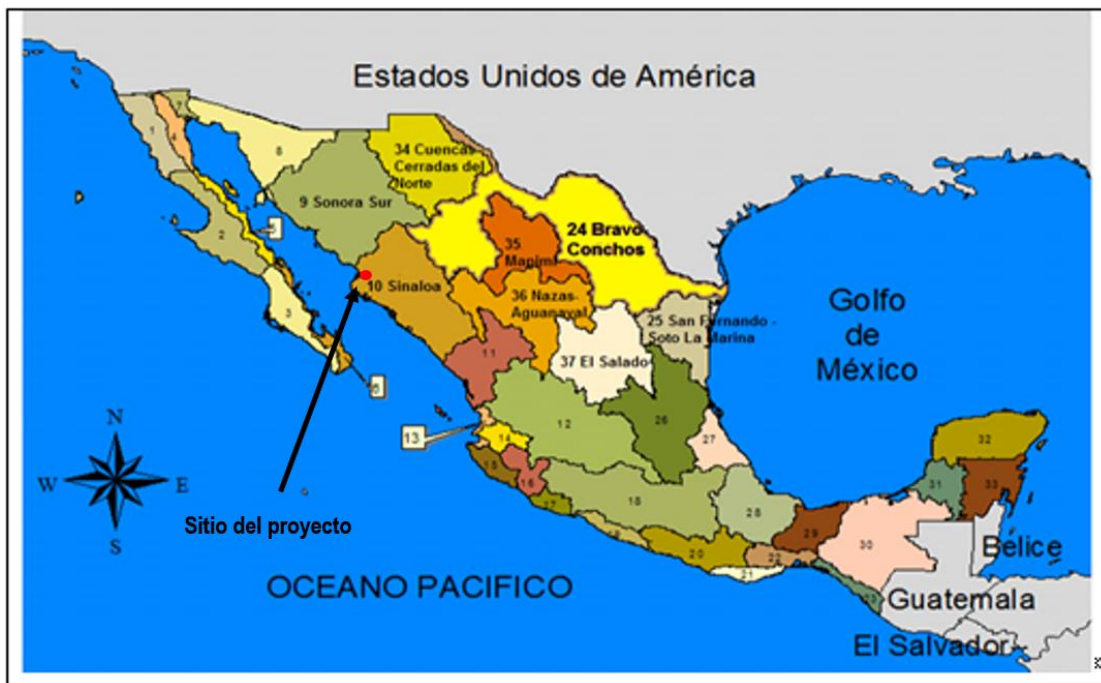 Estados Unidos de América
7
1
4
8
34 Cuencas
Cerradas del
Norte
9 Sonora Sur
5
2
24 Bravo
Conchos
35
Mapimí
10 Sinaloa
36 Nazas-
Aguanaval
3
25 San Fernando -
Soto La Marina
Golfo
de
México
11
37 El Salado
6
N
W
E
S
13
12
26
14
27
32
15
16
31
33
17
18
28
Sitio del proyecto
29
30
20
22
21
Belice
23
OCEANO PACIFICO
Guatemala
El Salvador